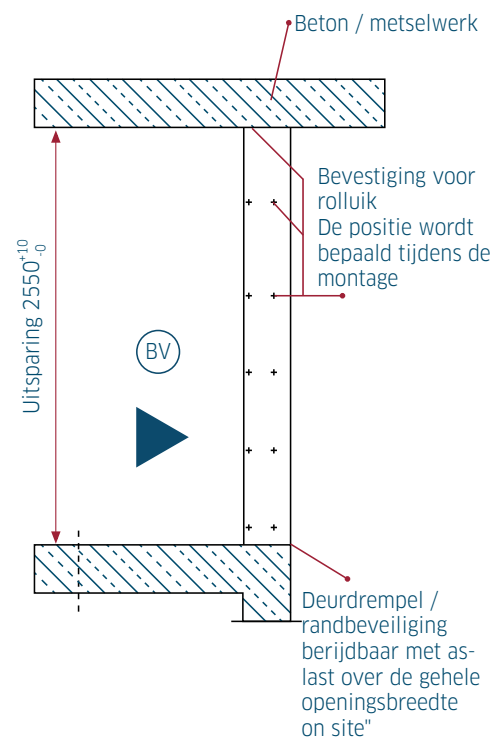 Beton / metselwerk
Bevestiging voor
rolluik
De positie wordt
bepaald tijdens de
montage
Uitsparing 2550 +10 -0
BV
Deurdrempel /
randbeveiliging
berijdbaar met as-
last over de gehele
openingsbreedte
on site"